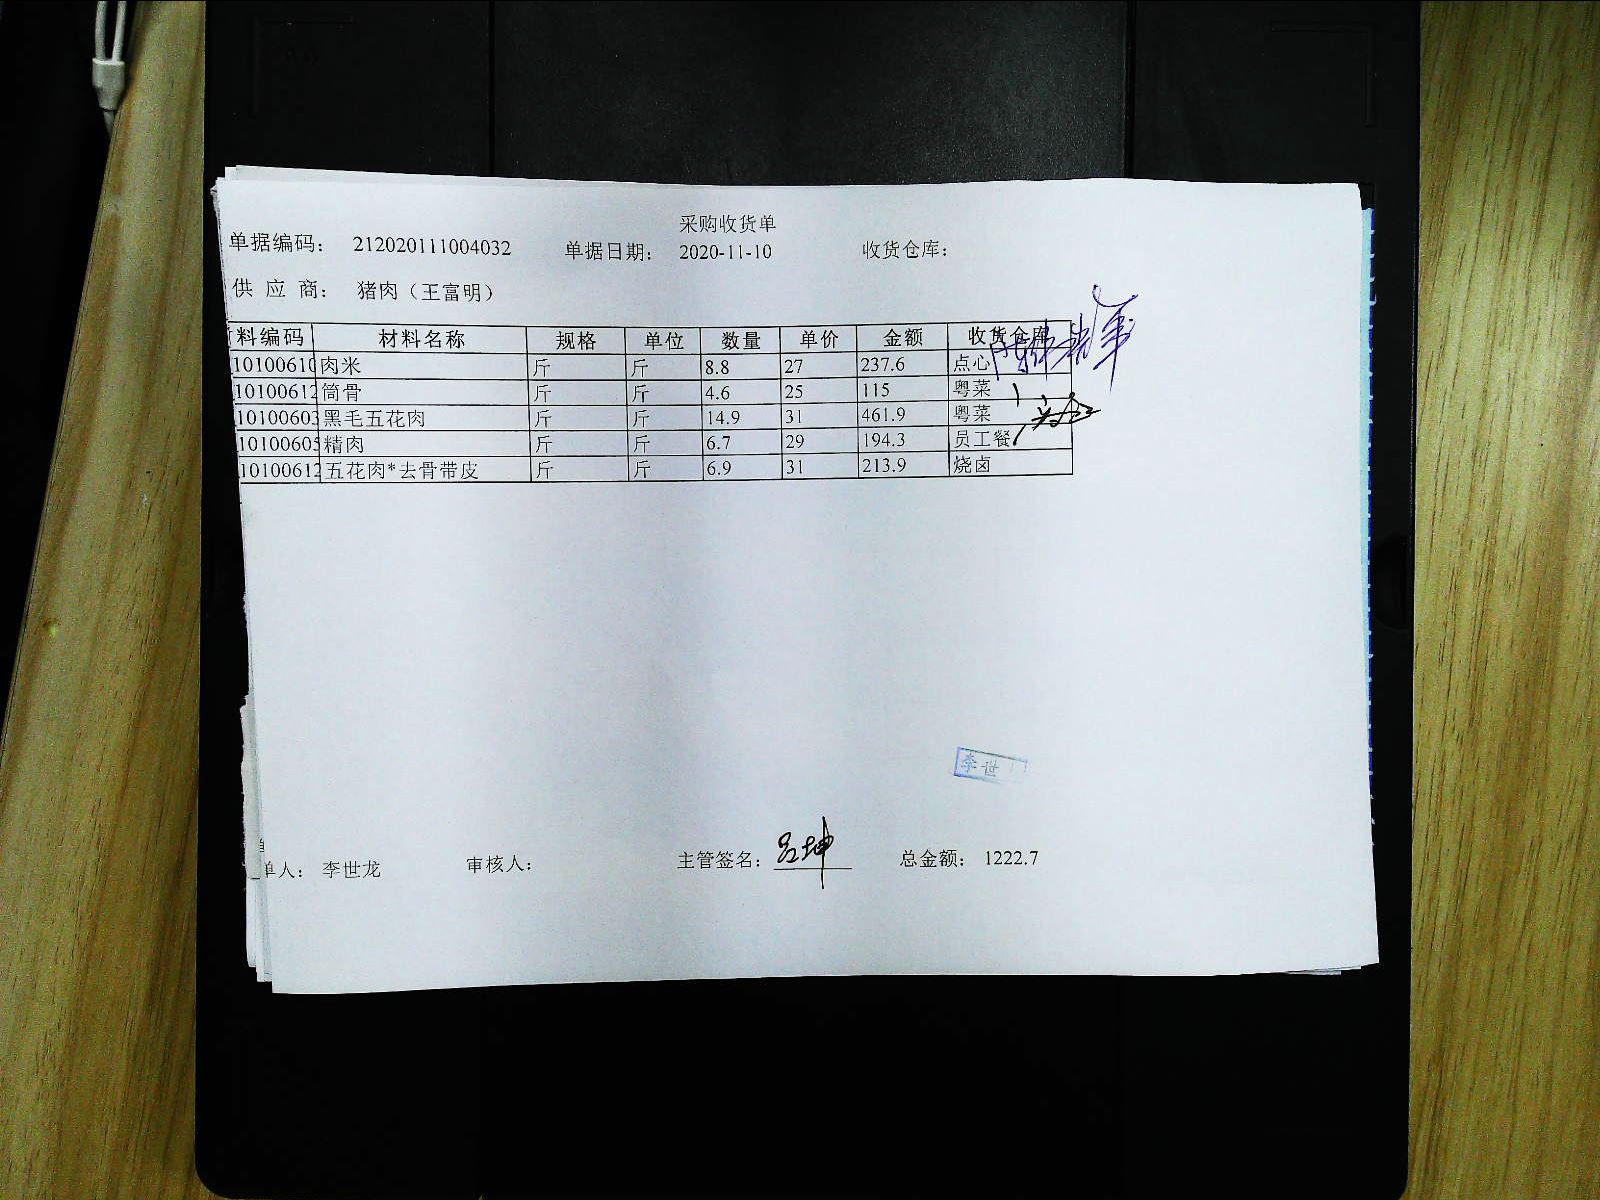 采购收货单
单据编码： 212020111004032 单据日期： 2020-11-10 收货仓库：
供 应 商： 猪肉（王富明）
料编码 材料名称 规格 单位 数量 单价 金额 收货仓库
10100610 肉米 斤 斤 8.8 27 237.6 点心
10100612 筒骨 斤 斤 4.6 25 115 粤菜
10100603 黑毛五花肉 斤 斤 14.9 31 461.9 粤菜
10100605 精肉 斤 斤 6.7 29 194.3 员工餐
10100612 五花肉*去骨带皮 斤 斤 6.9 31 213.9 烧卤
李世
单人： 李世龙 审核人： 主管签名： 吕坤 总金额： 1222.7